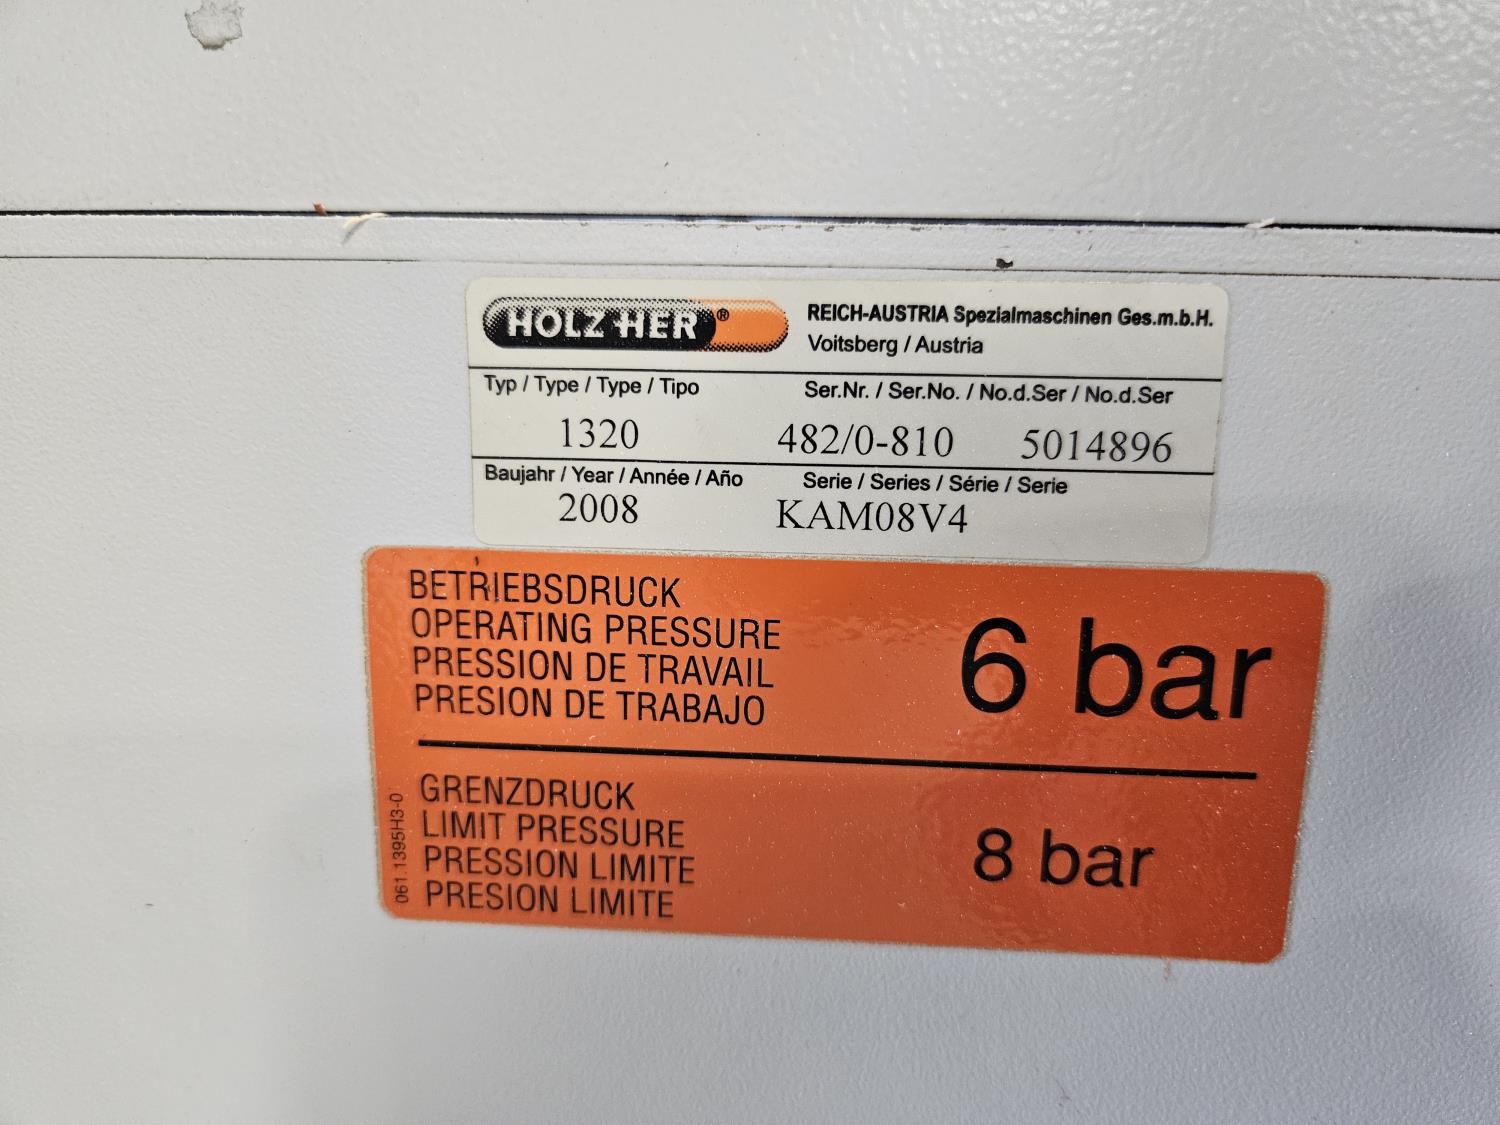 HOLZ-HER®
REICH-AUSTRIA Spezialmaschinen Ges.m.b.H.
Voitsberg / Austria
Typ / Type / Type / Tipo
Ser.Nr. / Ser.No. / No.d.Ser / No.d.Ser
1320
482/0-810 5014896
Baujahr / Year / Année / Año
Serie / Series / Série / Serie
2008
KAM08V4
BETRIEBSDRUCK
OPERATING PRESSURE
PRESSION DE TRAVAIL
PRESION DE TRABAJO
6 bar
GRENZDRUCK
LIMIT PRESSURE
PRESSION LIMITE
PRESION LIMITE
8 bar
061.1395H3-0